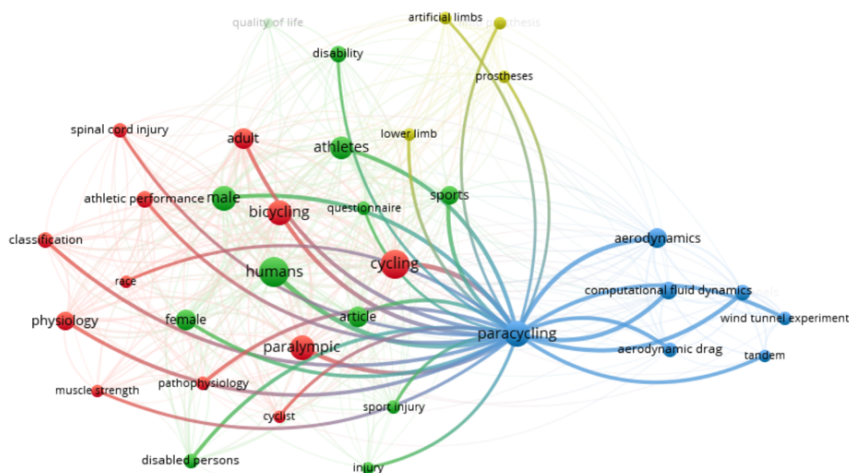 artificial limbs
quality of life
prosthesis
disability
prostheses
spinal cord injury
adult
athletes
lower limb
athletic performance
male
bicycling
questionnaire
sports
classification
aerodynamics
race
humans
cycling
computational fluid dynamics
physiology
female
article
paracycling
wind tunnel experiment
paralympic
aerodynamic drag
tandem
muscle strength
pathophysiology
cyclist
sport injury
disabled persons
injury